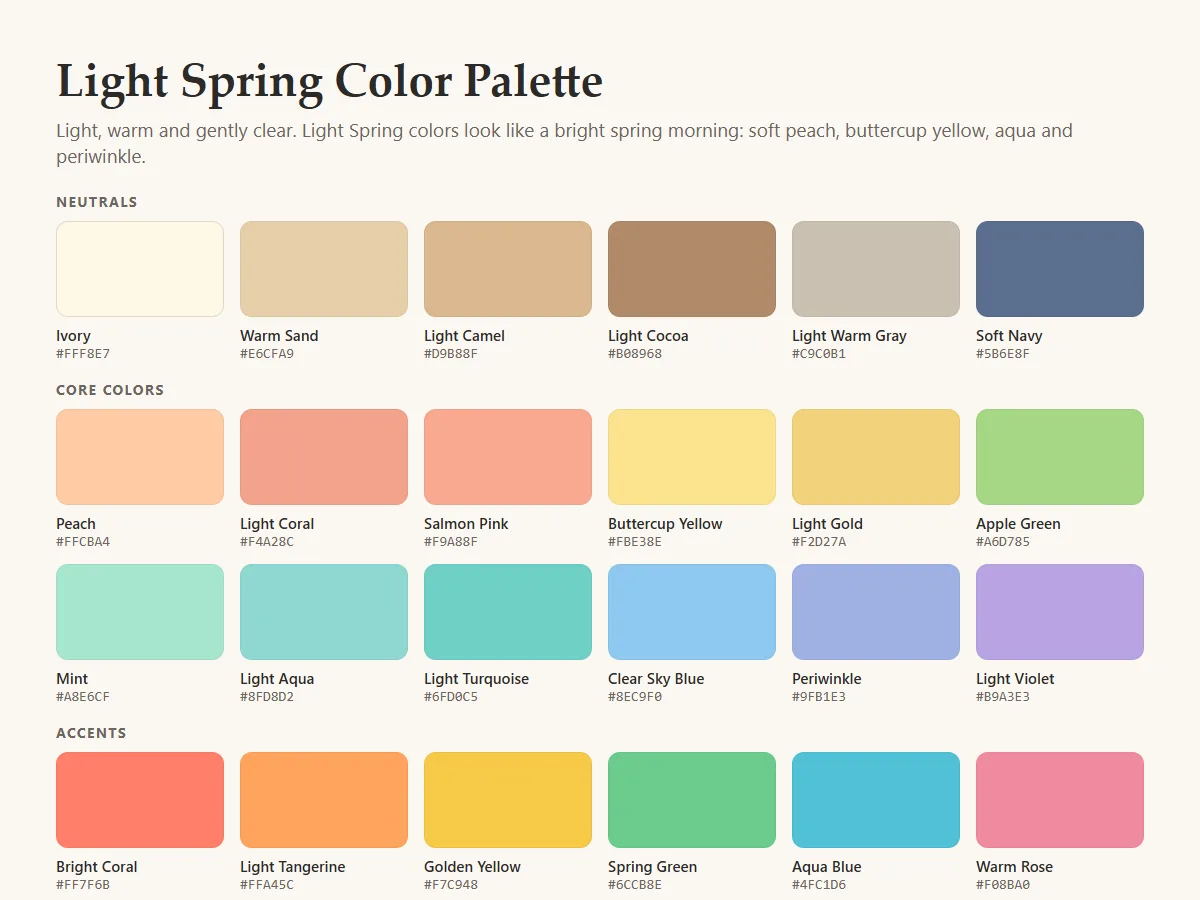 Light Spring Color Palette
Light, warm and gently clear. Light Spring colors look like a bright spring morning: soft peach, buttercup yellow, aqua and
periwinkle.
NEUTRALS
Ivory
#FFF8E7
Warm Sand
#E6CFA9
Light Camel
#D9B88F
Light Cocoa
#B08968
Light Warm Gray
#C9C0B1
Soft Navy
#5B6E8F
CORE COLORS
Peach
#FFCBA4
Light Coral
#F4A28C
Salmon Pink
#F9A88F
Buttercup Yellow
#FBE38E
Light Gold
#F2D27A
Apple Green
#A6D785
Mint
#A8E6CF
Light Aqua
#8FD8D2
Light Turquoise
#6FD0C5
Clear Sky Blue
#8EC9F0
Periwinkle
#9FB1E3
Light Violet
#B9A3E3
ACCENTS
Bright Coral
#FF7F6B
Light Tangerine
#FFA45C
Golden Yellow
#F7C948
Spring Green
#6CCB8E
Aqua Blue
#4FC1D6
Warm Rose
#F08BA0